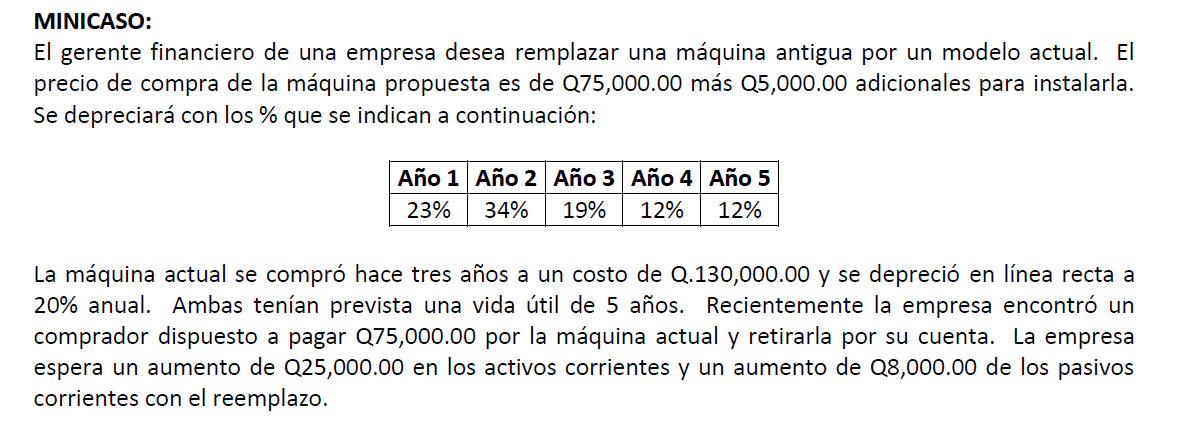 MINICASO:
El gerente financiero de una empresa desea remplazar una máquina antigua por un modelo actual. El
precio de compra de la máquina propuesta es de Q75,000.00 más Q5,000.00 adicionales para instalarla.
Se depreciará con los % que se indican a continuación:
Año 1 Año 2 Año 3 Año 4 Año 5
23% 34% 19% 12% 12%
La máquina actual se compró hace tres años a un costo de Q.130,000.00 y se depreció en línea recta a
20% anual. Ambas tenían prevista una vida útil de 5 años. Recientemente la empresa encontró un
comprador dispuesto a pagar Q75,000.00 por la máquina actual y retirarla por su cuenta. La empresa
espera un aumento de Q25,000.00 en los activos corrientes y un aumento de Q8,000.00 de los pasivos
corrientes con el reemplazo.